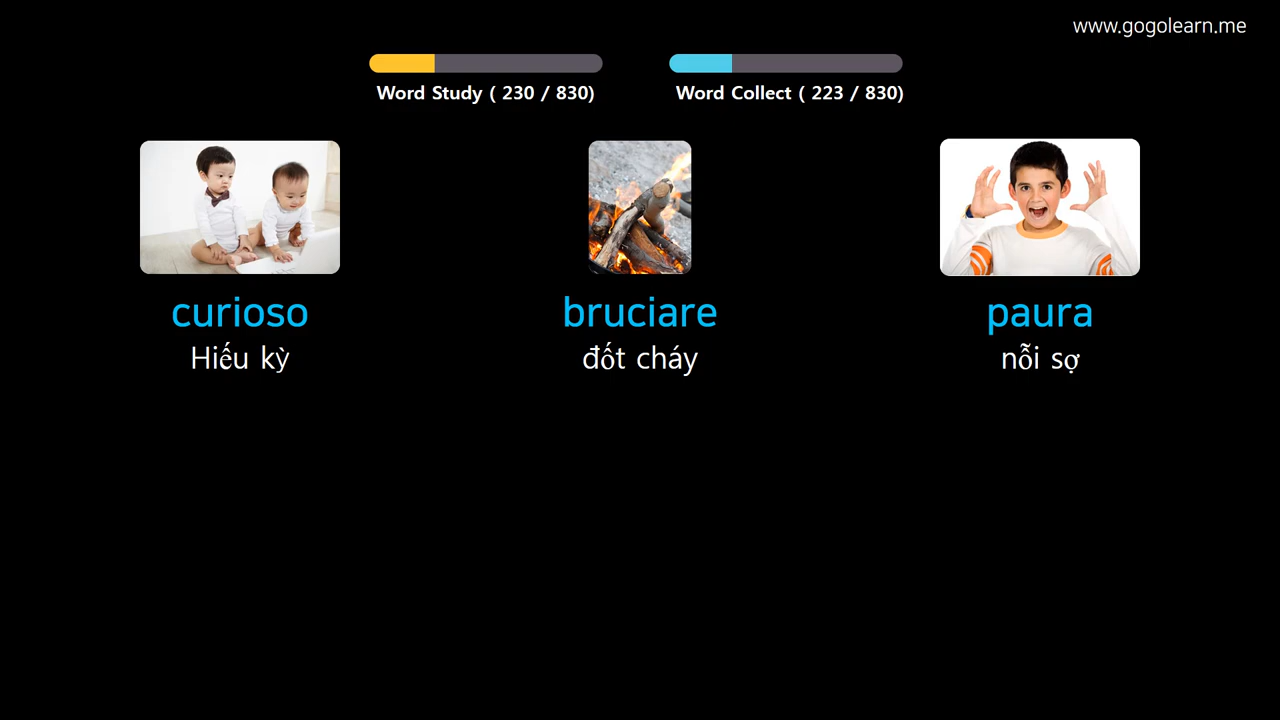 www.gogolearn.me
Word Study ( 230 / 830)
Word Collect ( 223 / 830)
curioso
bruciare
paura
Hiếu kỳ
đốt cháy
nỗi sợ